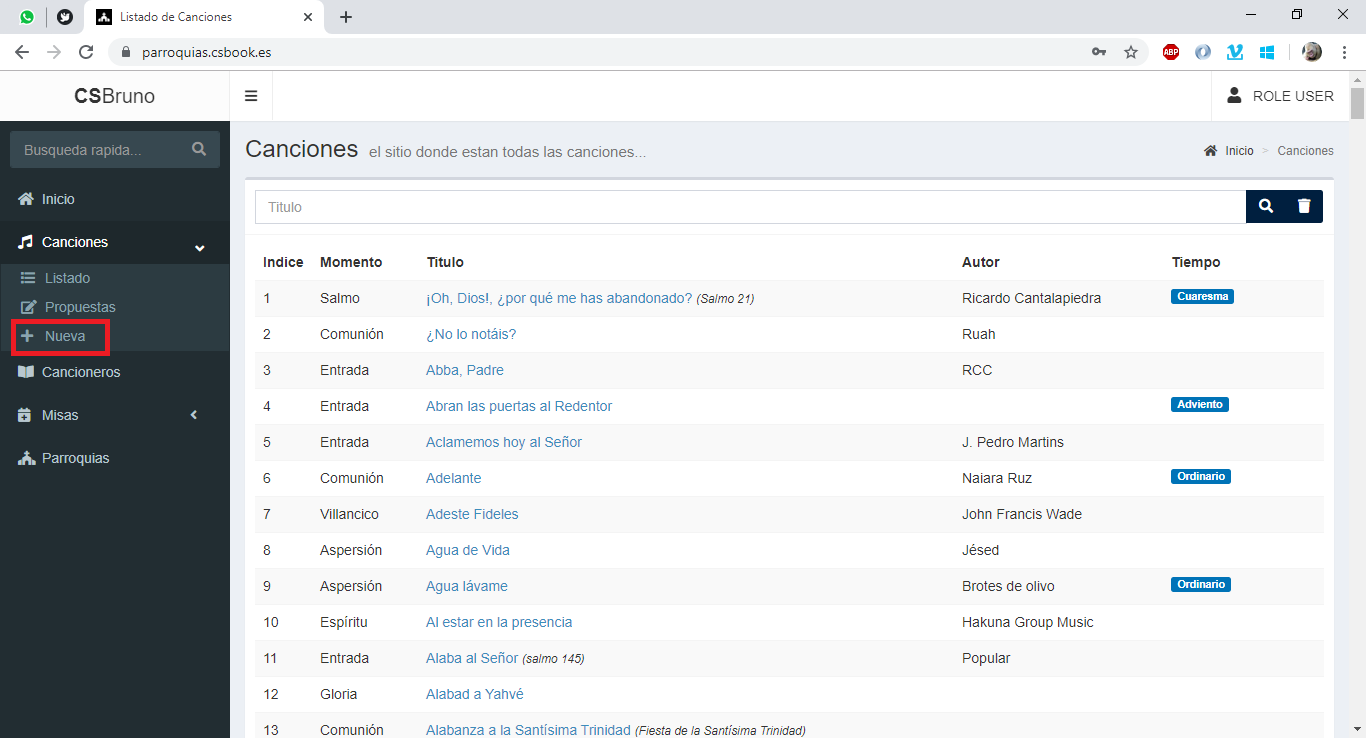 Listado de Canciones
parroquias.csbook.es
ABP
CSBruno
ROLE USER
Busqueda rapida...
Inicio
Canciones
Listado
Propuestas
Nueva
Cancioneros
Misas
Parroquias
Canciones el sitio donde estan todas las canciones...
Inicio > Canciones
Titulo
Indice Momento Titulo Autor Tiempo
1 Salmo ¡Oh, Dios!, ¿por qué me has abandonado? (Salmo 21) Ricardo Cantalapiedra Cuaresma
2 Comunión ¿No lo notáis? Ruah
3 Entrada Abba, Padre RCC
4 Entrada Abran las puertas al Redentor Adviento
5 Entrada Aclamemos hoy al Señor J. Pedro Martins
6 Comunión Adelante Naiara Ruz Ordinario
7 Villancico Adeste Fideles John Francis Wade
8 Aspersión Agua de Vida Jésed
9 Aspersión Agua lávame Brotes de olivo Ordinario
10 Espíritu Al estar en la presencia Hakuna Group Music
11 Entrada Alaba al Señor (salmo 145) Popular
12 Gloria Alabad a Yahvé
13 Comunión Alabanza a la Santísima Trinidad (Fiesta de la Santísima Trinidad)